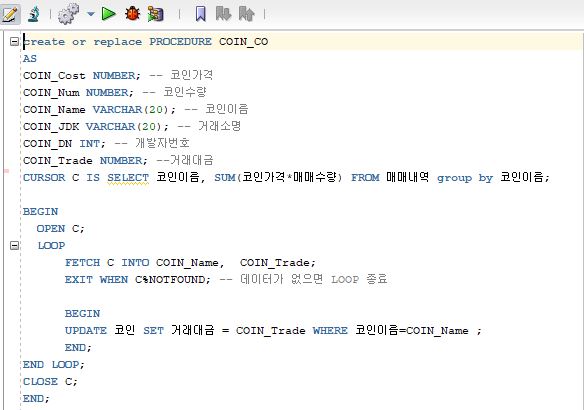 create or replace PROCEDURE COIN_CO
AS
COIN_Cost NUMBER; -- 코인가격
COIN_Num NUMBER; -- 코인수량
COIN_Name VARCHAR(20); -- 코인이름
COIN_JDK VARCHAR(20); -- 거래소명
COIN_DN INT; -- 개발자번호
COIN_Trade NUMBER; --거래대금
CURSOR C IS SELECT 코인이름, SUM(코인가격*매매수량) FROM 매매내역 group by 코인이름;
BEGIN
OPEN C;
LOOP
FETCH C INTO COIN_Name, COIN_Trade;
EXIT WHEN C%NOTFOUND; -- 데이터가 없으면 LOOP 종료
BEGIN
UPDATE 코인 SET 거래대금 = COIN_Trade WHERE 코인이름=COIN_Name ;
END;
END LOOP;
CLOSE C;
END;